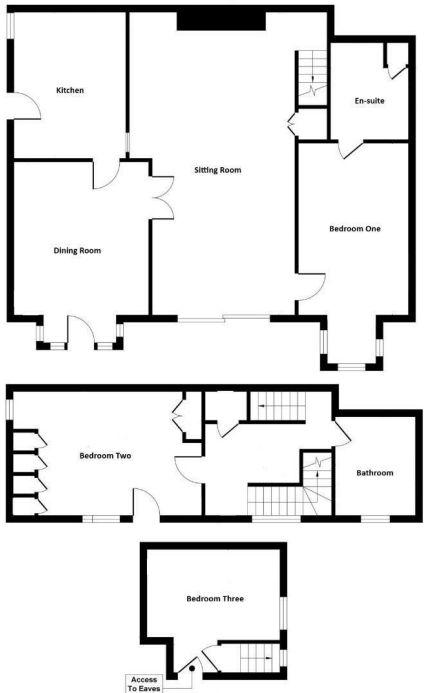 Kitchen
En-suite
Sitting Room
Bedroom One
Dining Room
Bedroom Two
Bathroom
Bedroom Three
Access
To Eaves